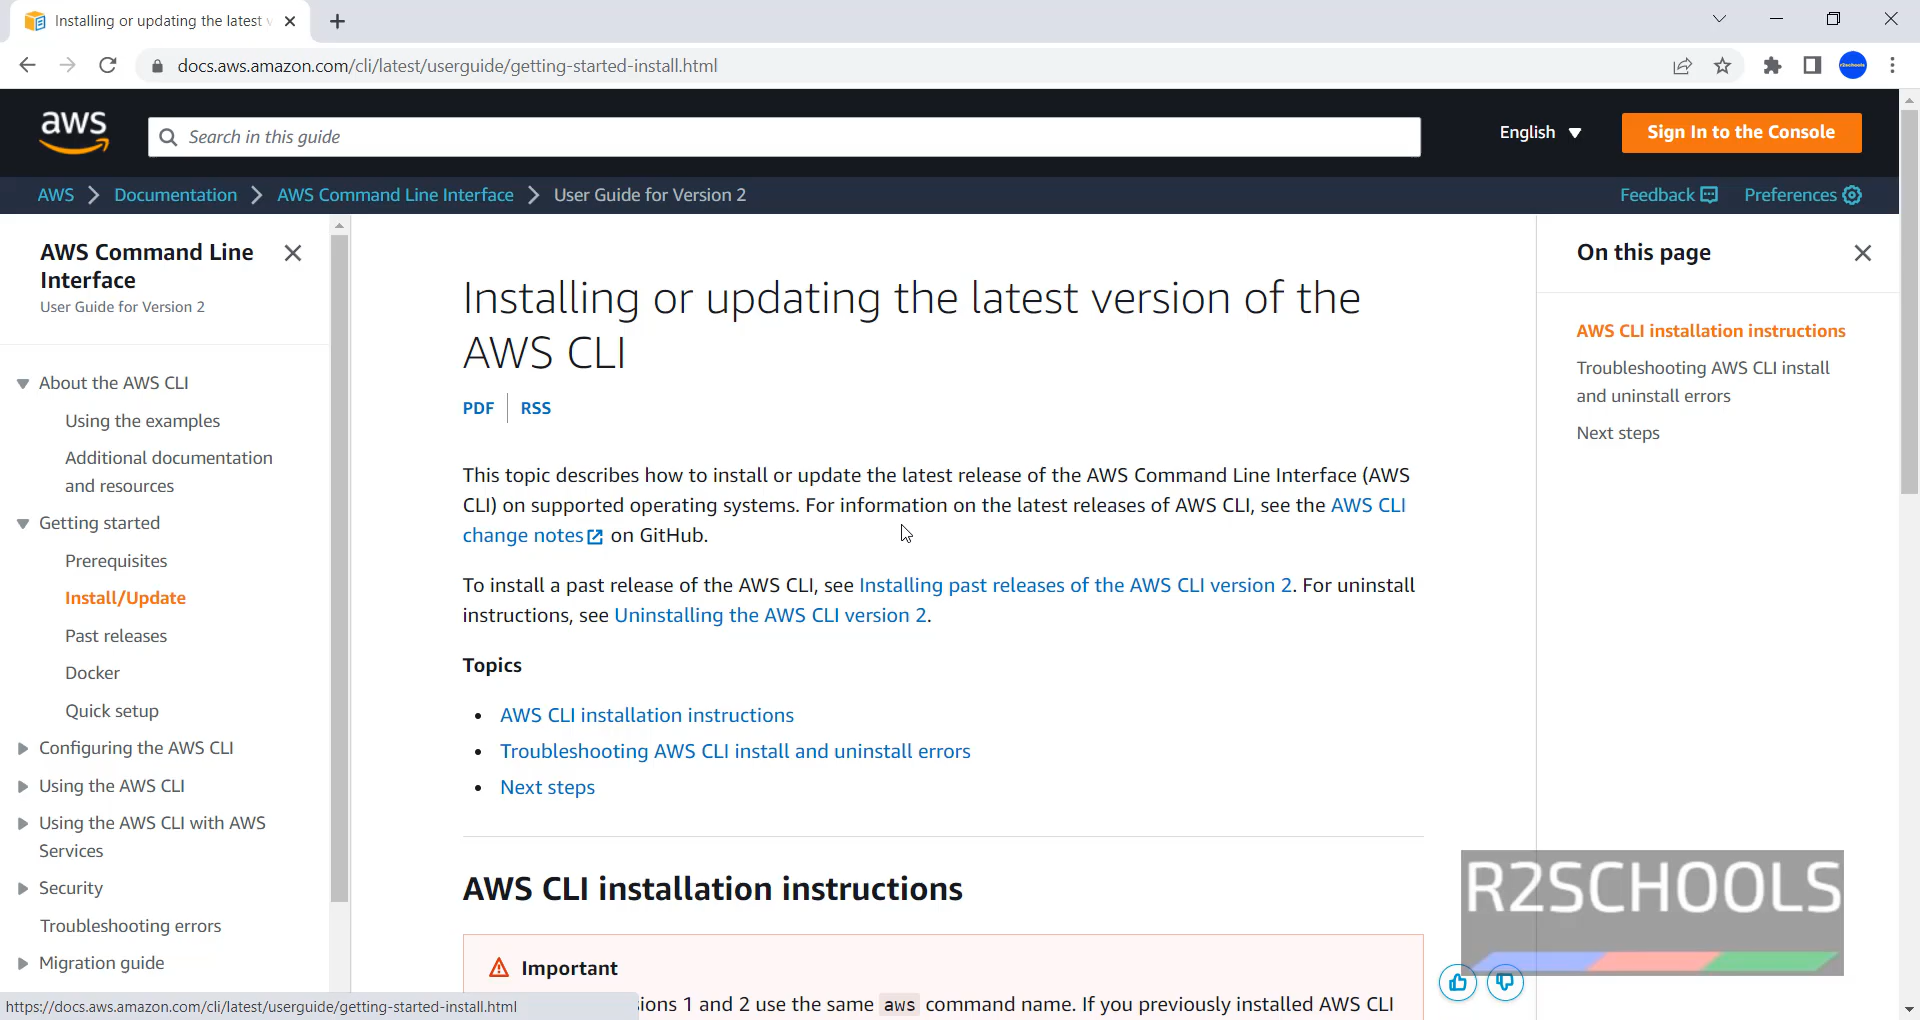 Installing or updating the latest v
docs.aws.amazon.com/cli/latest/userguide/getting-started-install.html
aws
Search in this guide
English
Sign In to the Console
AWS
Documentation
AWS Command Line Interface
User Guide for Version 2
Feedback
Preferences
AWS Command Line
Interface
User Guide for Version 2
About the AWS CLI
Using the examples
Additional documentation
and resources
Getting started
Prerequisites
Install/Update
Past releases
Docker
Quick setup
Configuring the AWS CLI
Using the AWS CLI
Using the AWS CLI with AWS
Services
Security
Troubleshooting errors
Migration guide
https://docs.aws.amazon.com/cli/latest/userguide/getting-started-install.html
Installing or updating the latest version of the
AWS CLI
PDF
RSS
This topic describes how to install or update the latest release of the AWS Command Line Interface (AWS
CLI) on supported operating systems. For information on the latest releases of AWS CLI, see the AWS CLI
change notes on GitHub.
To install a past release of the AWS CLI, see Installing past releases of the AWS CLI version 2. For uninstall
instructions, see Uninstalling the AWS CLI version 2.
Topics
• AWS CLI installation instructions
• Troubleshooting AWS CLI install and uninstall errors
• Next steps
AWS CLI installation instructions
Important
ions 1 and 2 use the same aws command name. If you previously installed AWS CLI
On this page
AWS CLI installation instructions
Troubleshooting AWS CLI install
and uninstall errors
Next steps
R2SCHOOLS